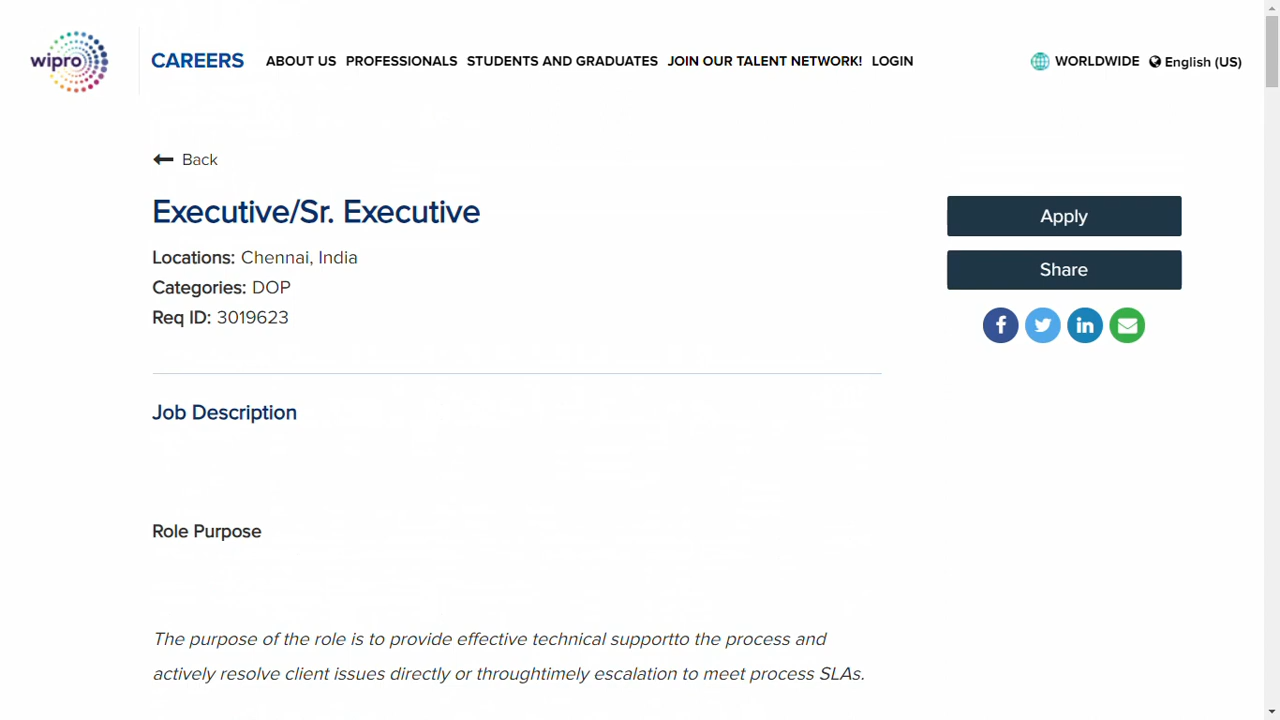 wipro
CAREERS
ABOUT US PROFESSIONALS STUDENTS AND GRADUATES JOIN OUR TALENT NETWORK! LOGIN
WORLDWIDE English (US)
Back
Executive/Sr. Executive
Locations: Chennai, India
Categories: DOP
Req ID: 3019623
Apply
Share
Job Description
Role Purpose
The purpose of the role is to provide effective technical supportto the process and
actively resolve client issues directly or throughtimely escalation to meet process SLAs.